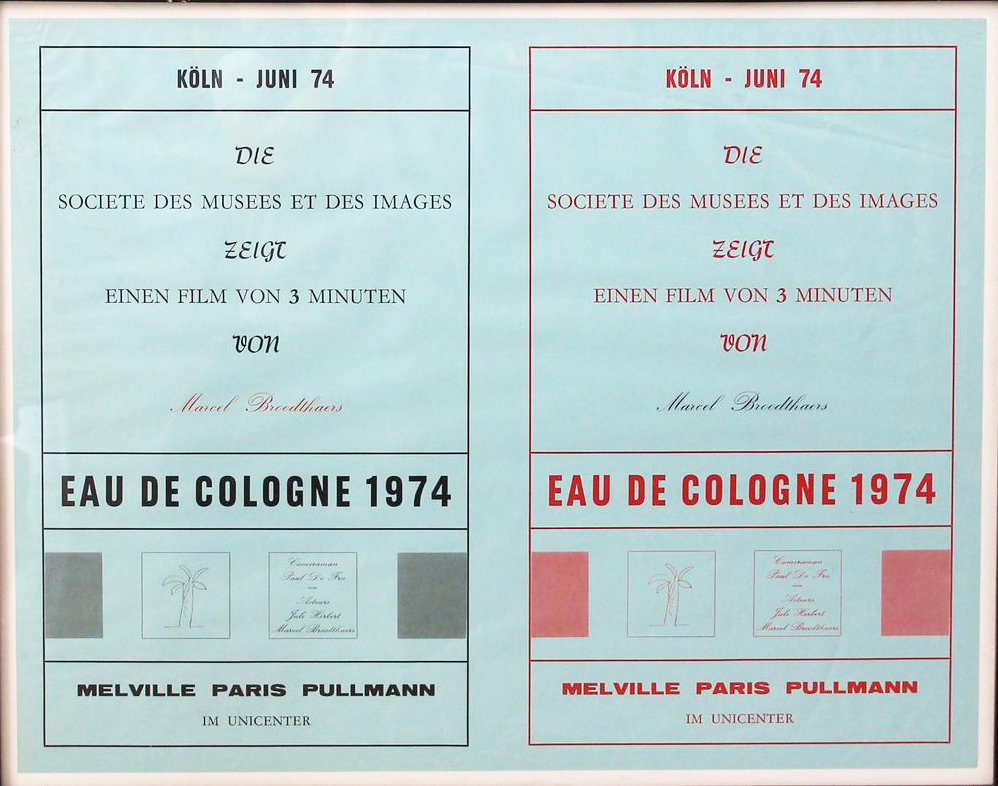 KÖLN - JUNI 74
DIE
SOCIETE DES MUSEES ET DES IMAGES
ZEIGT
EINEN FILM VON 3 MINUTEN
VON
Marcel Broodthaers
EAU DE COLOGNE 1974
Cameraman
Paul De Fru
Acteurs
Jule Herbert
Marcel Broodthaers
MELVILLE PARIS PULLMANN
IM UNICENTER
KÖLN - JUNI 74
DIE
SOCIETE DES MUSEES ET DES IMAGES
ZEIGT
EINEN FILM VON 3 MINUTEN
VON
Marcel Broodthaers
EAU DE COLOGNE 1974
Cameraman
Paul De Fru
Acteurs
Jule Herbert
Marcel Broodthaers
MELVILLE PARIS PULLMANN
IM UNICENTER